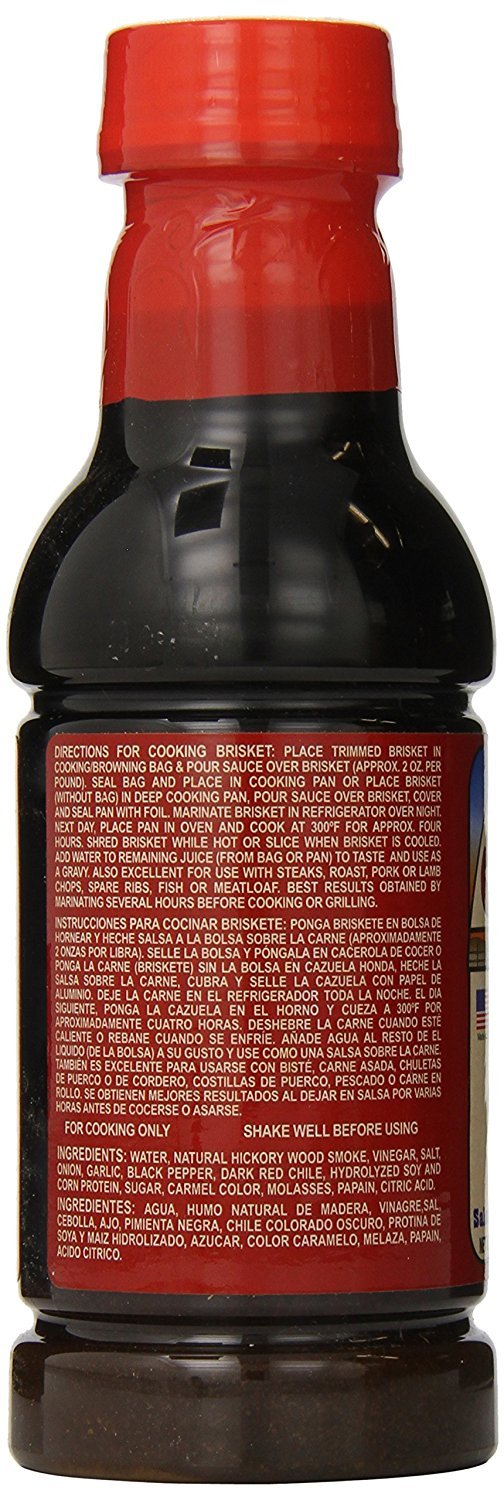 DIRECTIONS FOR COOKING BRISKET: PLACE TRIMMED BRISKET IN
COOKING/BROWNING BAG & POUR SAUCE OVER BRISKET (APPROX. 2 OZ. PER
POUND). SEAL BAG AND PLACE IN COOKING PAN OR PLACE BRISKET
(WITHOUT BAG) IN DEEP COOKING PAN, POUR SAUCE OVER BRISKET, COVER
AND SEAL PAN WITH FOIL. MARINATE BRISKET IN REFRIGERATOR OVER NIGHT.
NEXT DAY, PLACE PAN IN OVEN AND COOK AT 300ºF FOR APPROX. FOUR
HOURS. SHRED BRISKET WHILE HOT OR SLICE WHEN BRISKET IS COOLED.
ADD WATER TO REMAINING JUICE (FROM BAG OR PAN) TO TASTE AND USE AS
A GRAVY. ALSO EXCELLENT FOR USE WITH STEAKS, ROAST, PORK OR LAMB
CHOPS, SPARE RIBS, FISH OR MEATLOAF. BEST RESULTS OBTAINED BY
MARINATING SEVERAL HOURS BEFORE COOKING OR GRILLING.
INSTRUCCIONES PARA COCINAR BRISKETE: PONGA BRISKETE EN BOLSA DE
HORNEAR Y HECHE SALSA A LA BOLSA SOBRE LA CARNE (APROXIMADAMENTE
2 ONZAS POR LIBRA). SELLE LA BOLSA Y PÓNGALA EN CACEROLA DE COCER O
PONGA LA CARNE (BRISKETE) SIN LA BOLSA EN CAZUELA HONDA, HECHE LA
SALSA SOBRE LA CARNE, CUBRA Y SELLE LA CAZUELA CON PAPEL DE
ALUMINIO. DEJE LA CARNE EN EL REFRIGERADOR TODA LA NOCHE. EL DIA
SIGUIENTE, PONGA LA CAZUELA EN EL HORNO Y CUEZA A 300ºF POR
APROXIMADAMENTE CUATRO HORAS. DESHEBRE LA CARNE CUANDO ESTÉ
CALIENTE O REBANE CUANDO SE ENFRÍE. AÑADE AGUA AL RESTO DE EL
LIQUIDO (DE LA BOLSA) A SU GUSTO Y USE COMO UNA SALSA SOBRE LA CARNE.
TAMBIÉN ES EXCELENTE PARA USARSE CON BISTÉ, CARNE ASADA, CHULETAS
DE PUERCO O DE CORDERO, COSTILLAS DE PUERCO, PESCADO O CARNE EN
ROLLO. SE OBTIENEN MEJORES RESULTADOS AL DEJAR EN SALSA POR VARIAS
HORAS ANTES DE COCERSE O ASARSE.
FOR COOKING ONLY SHAKE WELL BEFORE USING
INGREDIENTS: WATER, NATURAL HICKORY WOOD SMOKE, VINEGAR, SALT,
ONION, GARLIC, BLACK PEPPER, DARK RED CHILE, HYDROLYZED SOY AND
CORN PROTEIN, SUGAR, CARMEL COLOR, MOLASSES, PAPAIN, CITRIC ACID.
INGREDIENTES: AGUA, HUMO NATURAL DE MADERA, VINAGRE,SAL,
CEBOLLA, AJO, PIMIENTA NEGRA, CHILE COLORADO OSCURO, PROTINA DE
SOYA Y MAIZ HIDROLIZADO, AZUCAR, COLOR CARAMELO, MELAZA, PAPAIN,
ACIDO CITRICO.